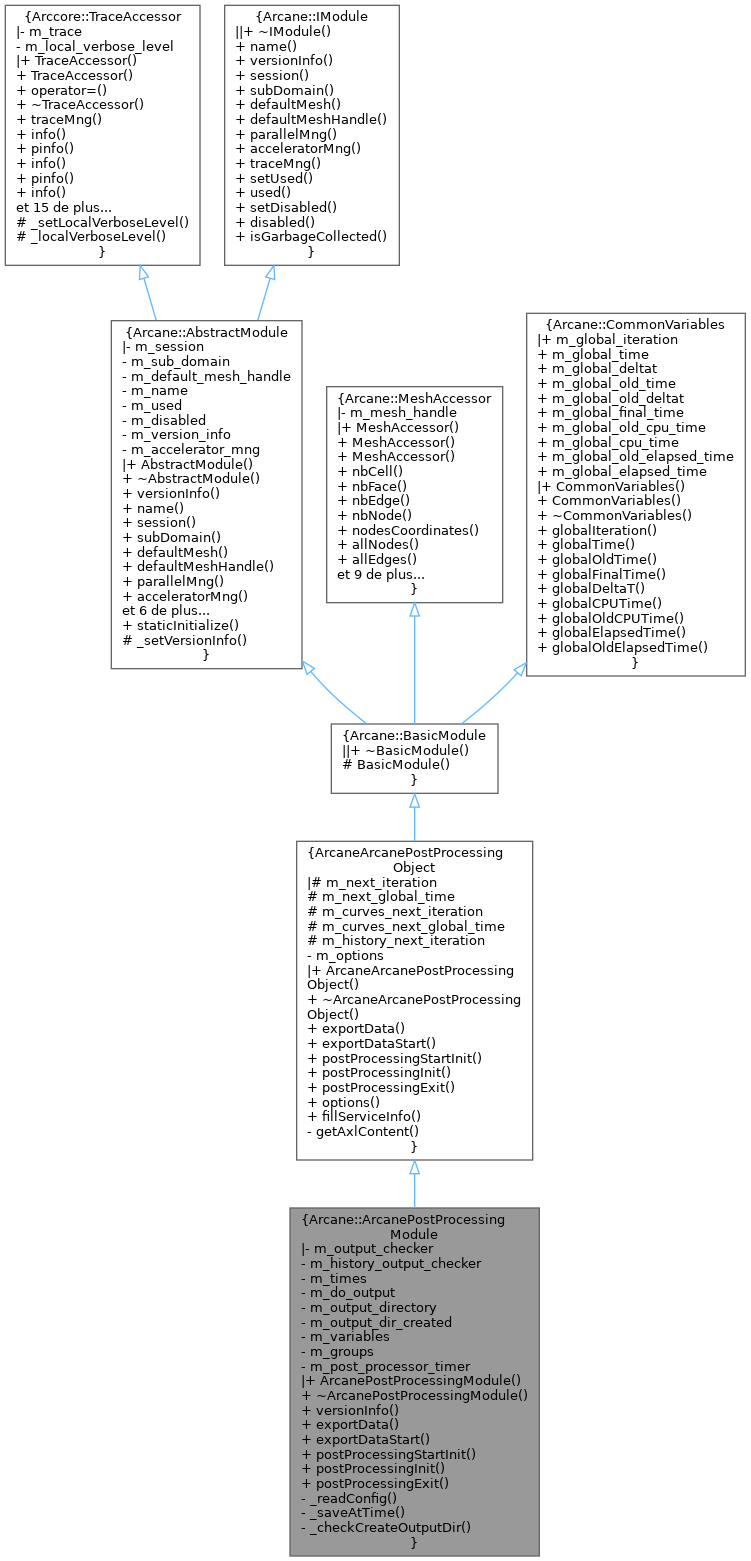 {Arccore::TraceAccessor
|- m_trace
- m_local_verbose_level
|+ TraceAccessor()
+ TraceAccessor()
+ operator=()
+ ~TraceAccessor()
+ traceMng()
+ info()
+ pinfo()
+ info()
+ pinfo()
+ info()
et 15 de plus...
# _setLocalVerboseLevel()
# _localVerboseLevel()
}
{Arcane::IModule
||+ ~IModule()
+ name()
+ versionInfo()
+ session()
+ subDomain()
+ defaultMesh()
+ defaultMeshHandle()
+ parallelMng()
+ acceleratorMng()
+ traceMng()
+ setUsed()
+ used()
+ setDisabled()
+ disabled()
+ isGarbageCollected()
}
{Arcane::AbstractModule
|- m_session
- m_sub_domain
- m_default_mesh_handle
- m_name
- m_used
- m_disabled
- m_version_info
- m_accelerator_mng
|+ AbstractModule()
+ ~AbstractModule()
+ versionInfo()
+ name()
+ session()
+ subDomain()
+ defaultMesh()
+ defaultMeshHandle()
+ parallelMng()
+ acceleratorMng()
et 6 de plus...
+ staticInitialize()
# _setVersionInfo()
}
{Arcane::MeshAccessor
|- m_mesh_handle
|+ MeshAccessor()
+ MeshAccessor()
+ MeshAccessor()
+ nbCell()
+ nbFace()
+ nbEdge()
+ nbNode()
+ nodesCoordinates()
+ allNodes()
+ allEdges()
et 9 de plus...
}
{Arcane::CommonVariables
|+ m_global_iteration
+ m_global_time
+ m_global_deltat
+ m_global_old_time
+ m_global_old_deltat
+ m_global_final_time
+ m_global_old_cpu_time
+ m_global_cpu_time
+ m_global_old_elapsed_time
+ m_global_elapsed_time
|+ CommonVariables()
+ CommonVariables()
+ ~CommonVariables()
+ globalIteration()
+ globalTime()
+ globalOldTime()
+ globalFinalTime()
+ globalDeltaT()
+ globalCPUTime()
+ globalOldCPUTime()
+ globalElapsedTime()
+ globalOldElapsedTime()
}
{Arcane::BasicModule
||+ ~BasicModule()
# BasicModule()
}
{ArcaneArcanePostProcessing
Object
|# m_next_iteration
# m_next_global_time
# m_curves_next_iteration
# m_curves_next_global_time
# m_history_next_iteration
- m_options
|+ ArcaneArcanePostProcessing
Object()
+ ~ArcaneArcanePostProcessing
Object()
+ exportData()
+ exportDataStart()
+ postProcessingStartInit()
+ postProcessingInit()
+ postProcessingExit()
+ options()
+ fillServiceInfo()
- getAxlContent()
}
{Arcane::ArcanePostProcessing
Module
|- m_output_checker
- m_history_output_checker
- m_times
- m_do_output
- m_output_directory
- m_output_dir_created
- m_variables
- m_groups
- m_post_processor_timer
|+ ArcanePostProcessingModule()
+ ~ArcanePostProcessingModule()
+ versionInfo()
+ exportData()
+ exportDataStart()
+ postProcessingStartInit()
+ postProcessingInit()
+ postProcessingExit()
- _readConfig()
- _saveAtTime()
- _checkCreateOutputDir()
}